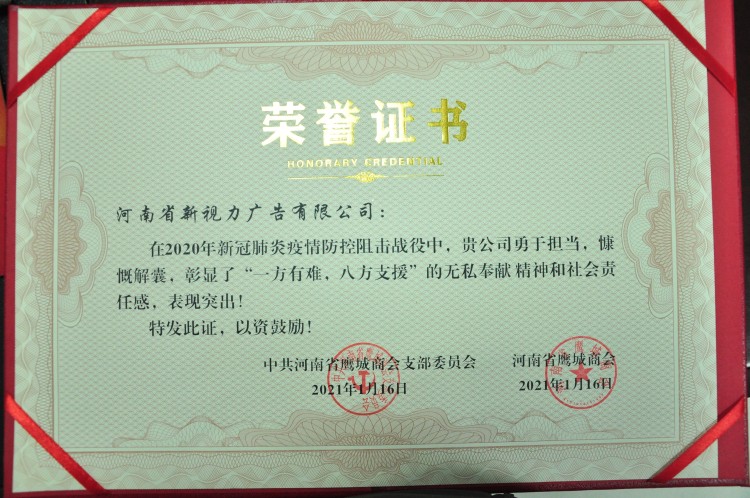 荣誉证书
HONORARY CREDENTIAL
河南省新视力广告有限公司：
在2020年新冠肺炎疫情防控阻击战役中，贵公司勇于担当，慷
慨解囊，彰显了“一方有难，八方支援”的无私奉献精神和社会责
任感，表现突出！
特发此证，以资鼓励！
中共河南省鹰城商会支部委员会 河南省鹰城商会
2021年1月16日 2021年1月16日